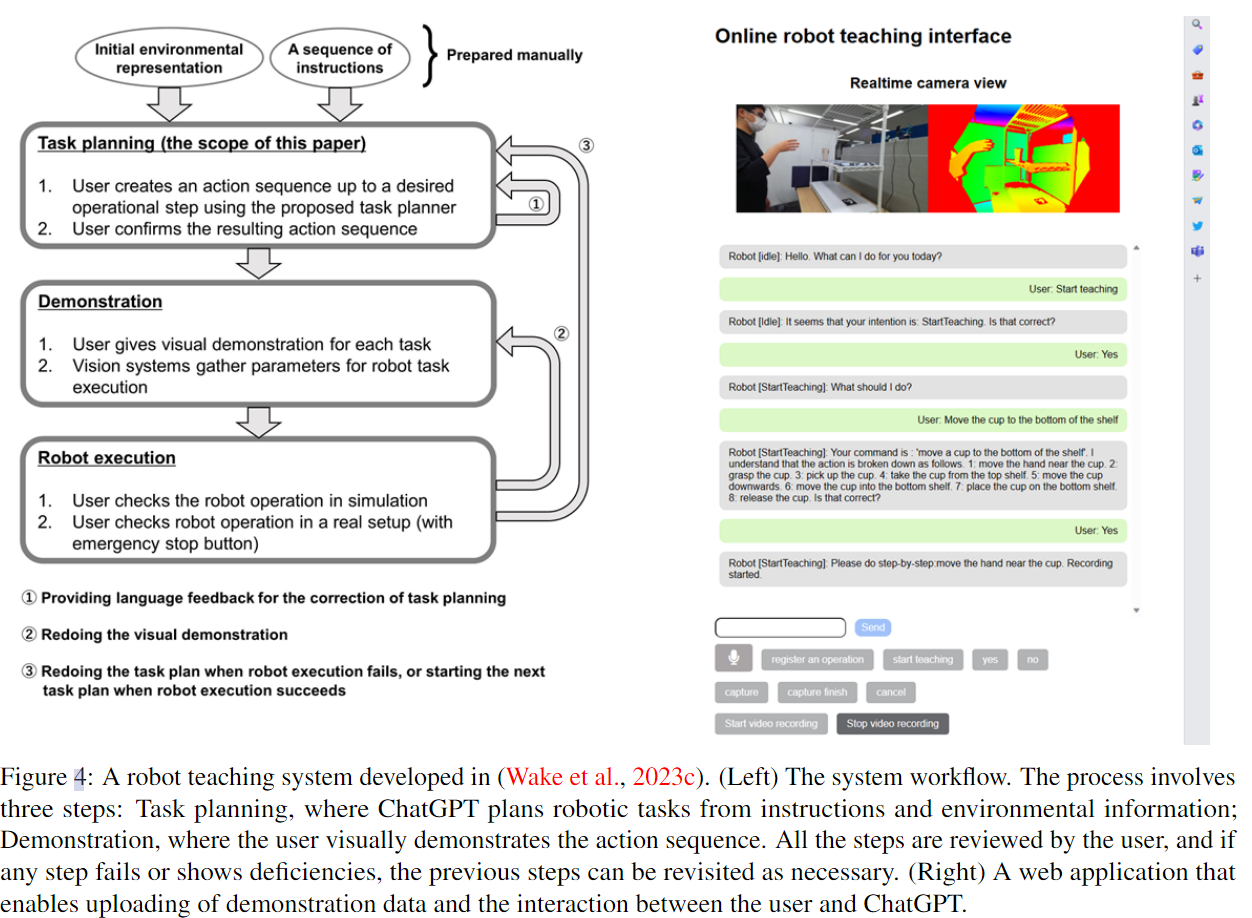 Initial environmental
representation
A sequence of
instructions
Prepared manually
Task planning (the scope of this paper)
1. User creates an action sequence up to a desired
operational step using the proposed task planner
2. User confirms the resulting action sequence
①
③
Demonstration
1. User gives visual demonstration for each task
2. Vision systems gather parameters for robot task
execution
②
Robot execution
1. User checks the robot operation in simulation
2. User checks robot operation in a real setup (with
emergency stop button)
① Providing language feedback for the correction of task planning
② Redoing the visual demonstration
③ Redoing the task plan when robot execution fails, or starting the next
task plan when robot execution succeeds
Online robot teaching interface
Realtime camera view
Robot [idle]: Hello. What can I do for you today?
User: Start teaching
Robot [Idle]: It seems that your intention is: StartTeaching. Is that correct?
User: Yes
Robot [StartTeaching]: What should I do?
User: Move the cup to the bottom of the shelf
Robot [StartTeaching]: Your command is : 'move a cup to the bottom of the shelf'. I
understand that the action is broken down as follows. 1: move the hand near the cup. 2:
grasp the cup. 3: pick up the cup. 4: take the cup from the top shelf. 5: move the cup
downwards. 6: move the cup into the bottom shelf. 7: place the cup on the bottom shelf.
8: release the cup. Is that correct?
User: Yes
Robot [StartTeaching]: Please do step-by-step:move the hand near the cup. Recording
started.
Send
register an operation
start teaching
yes
no
capture
capture finish
cancel
Start video recording
Stop video recording
Figure 4: A robot teaching system developed in (Wake et al., 2023c). (Left) The system workflow. The process involves
three steps: Task planning, where ChatGPT plans robotic tasks from instructions and environmental information;
Demonstration, where the user visually demonstrates the action sequence. All the steps are reviewed by the user, and if
any step fails or shows deficiencies, the previous steps can be revisited as necessary. (Right) A web application that
enables uploading of demonstration data and the interaction between the user and ChatGPT.